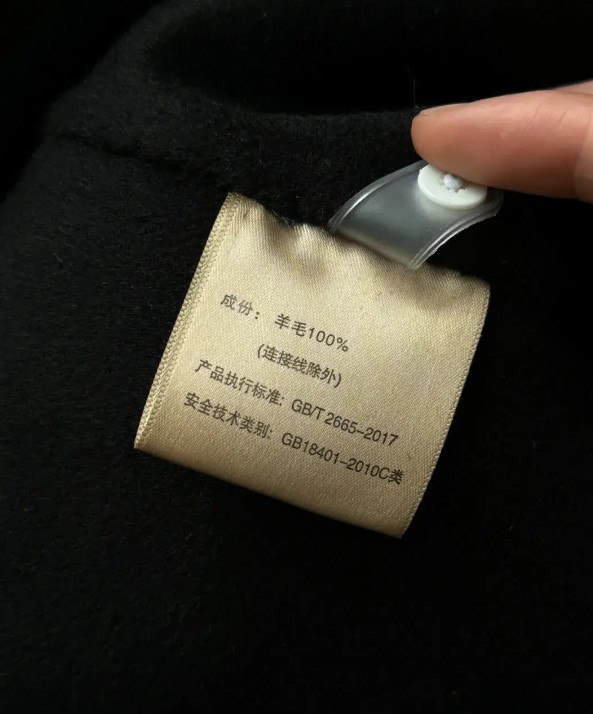 成份：羊毛100%
(连接线除外)
产品执行标准：GB/T 2665-2017
安全技术类别：GB18401-2010C类